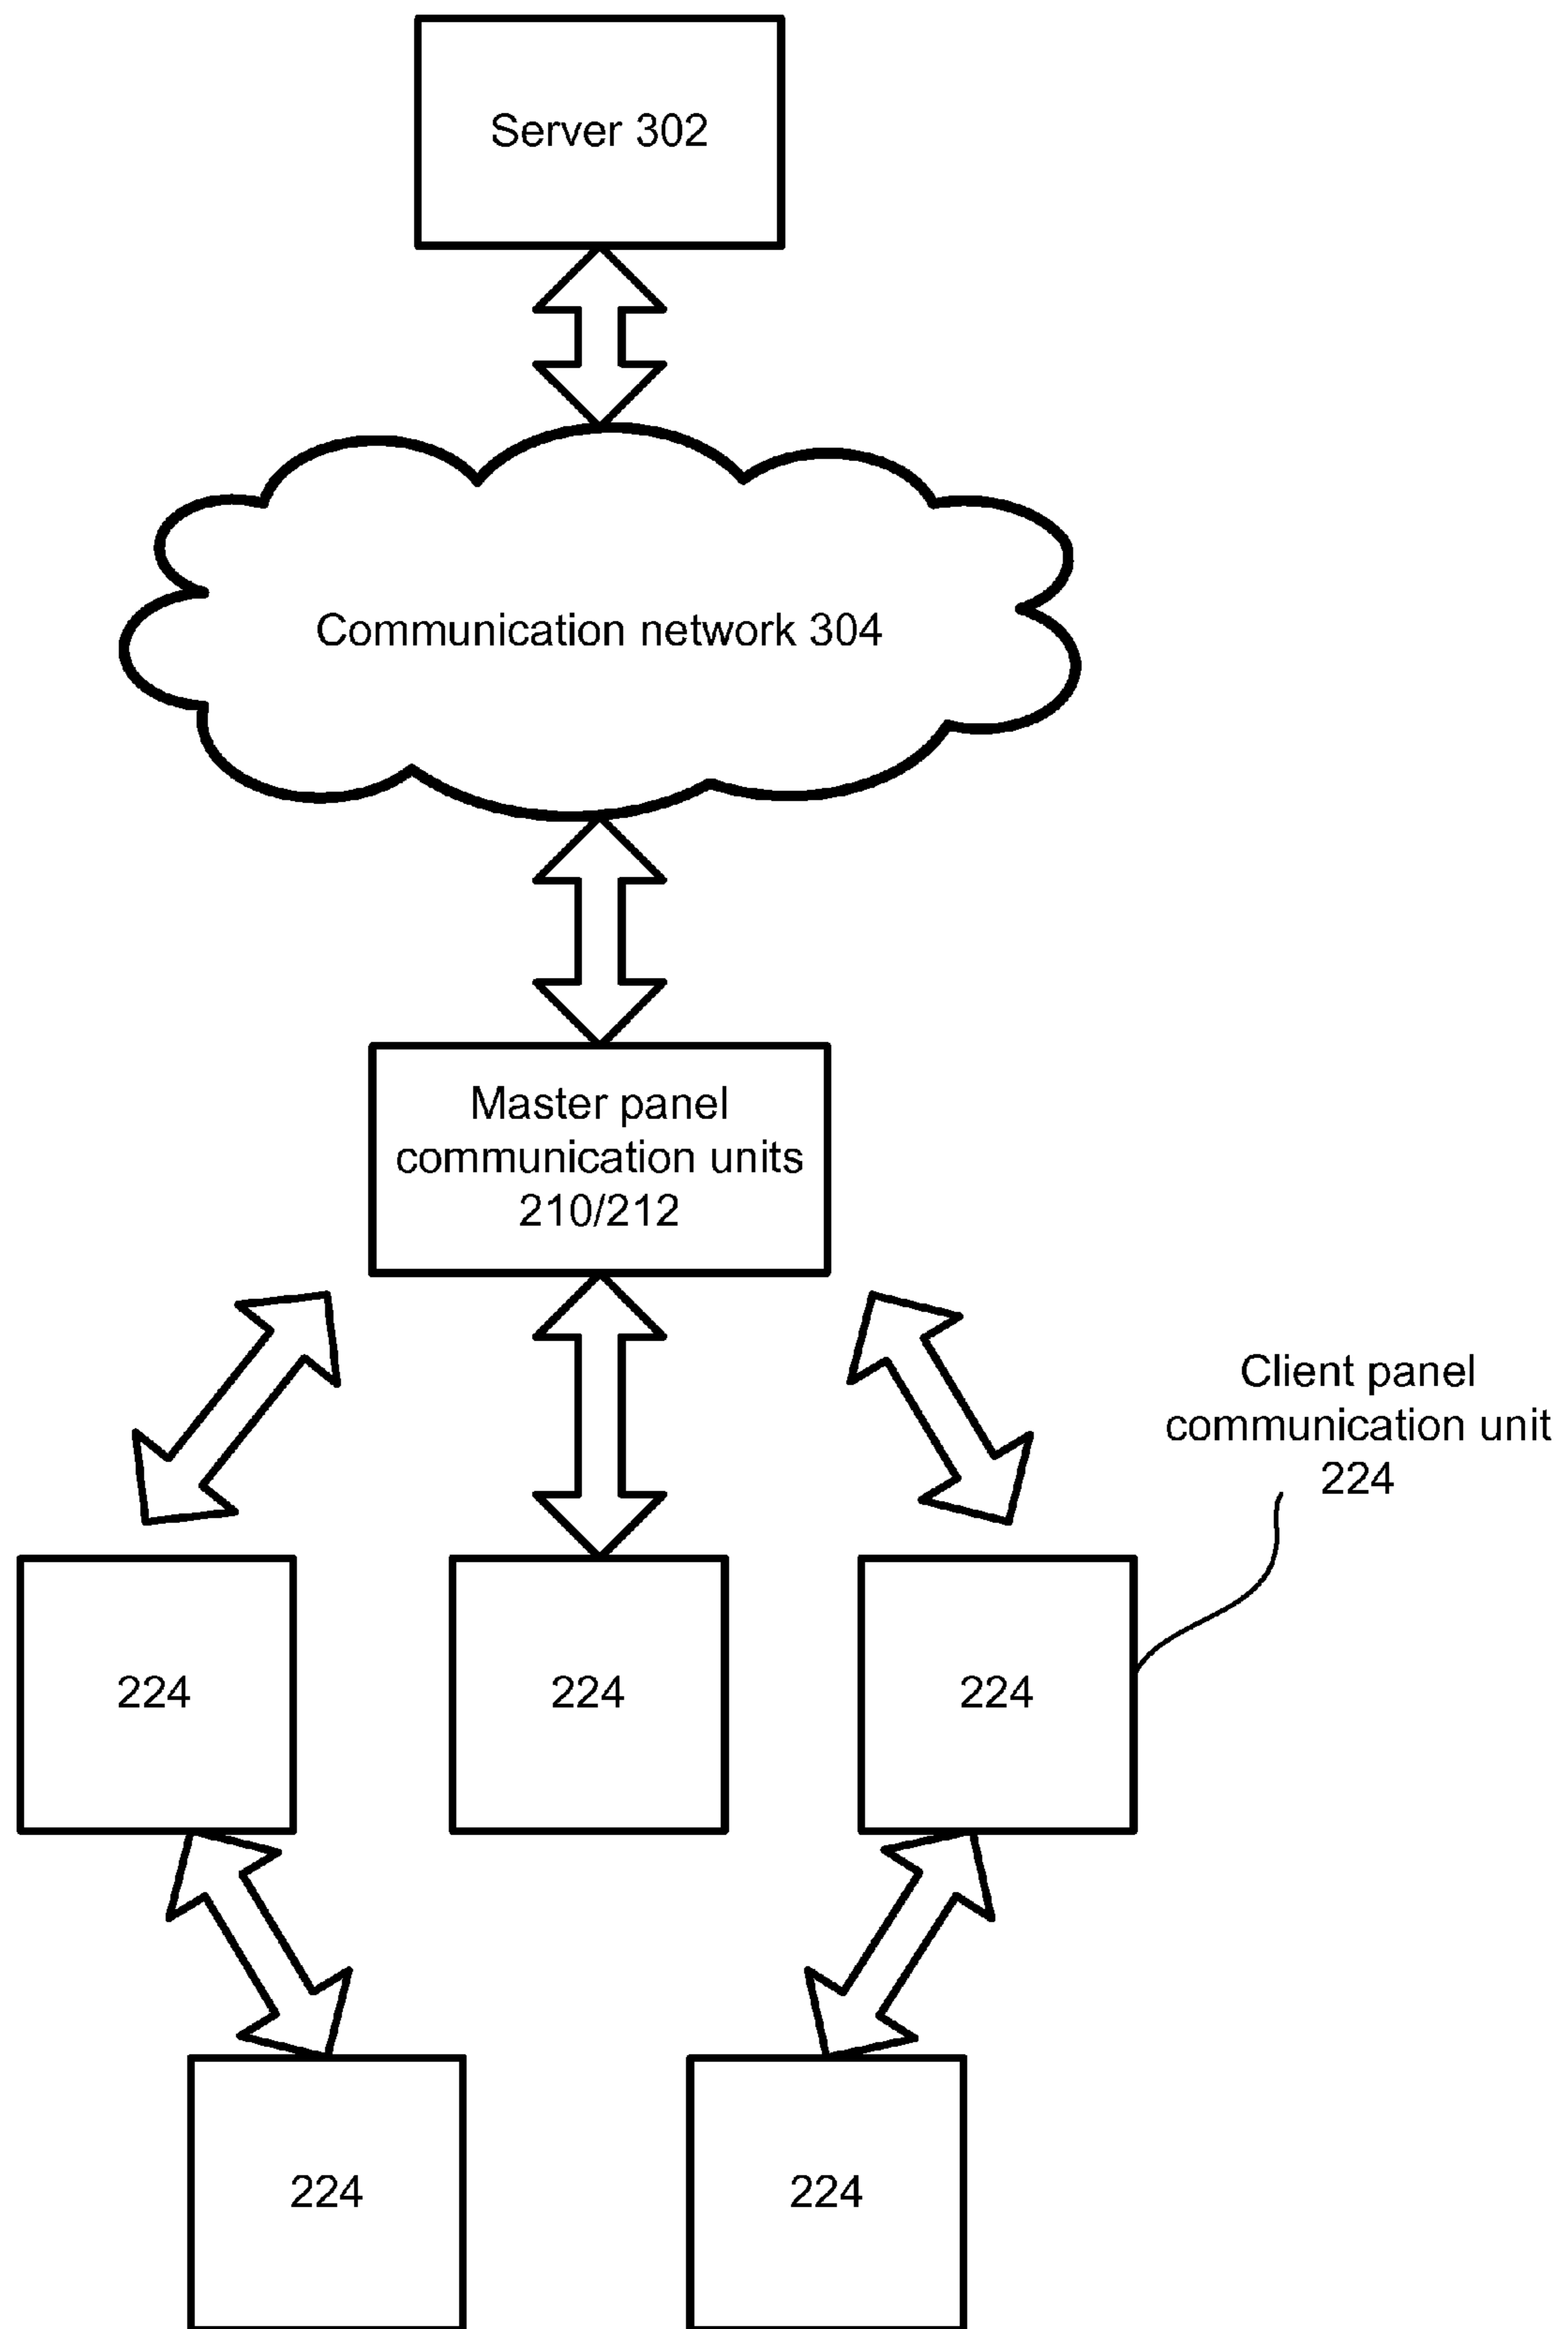 Server 302
Communication network 304
Master panel
communication units
210/212
Client panel
communication unit
224
224
224
224
224
224